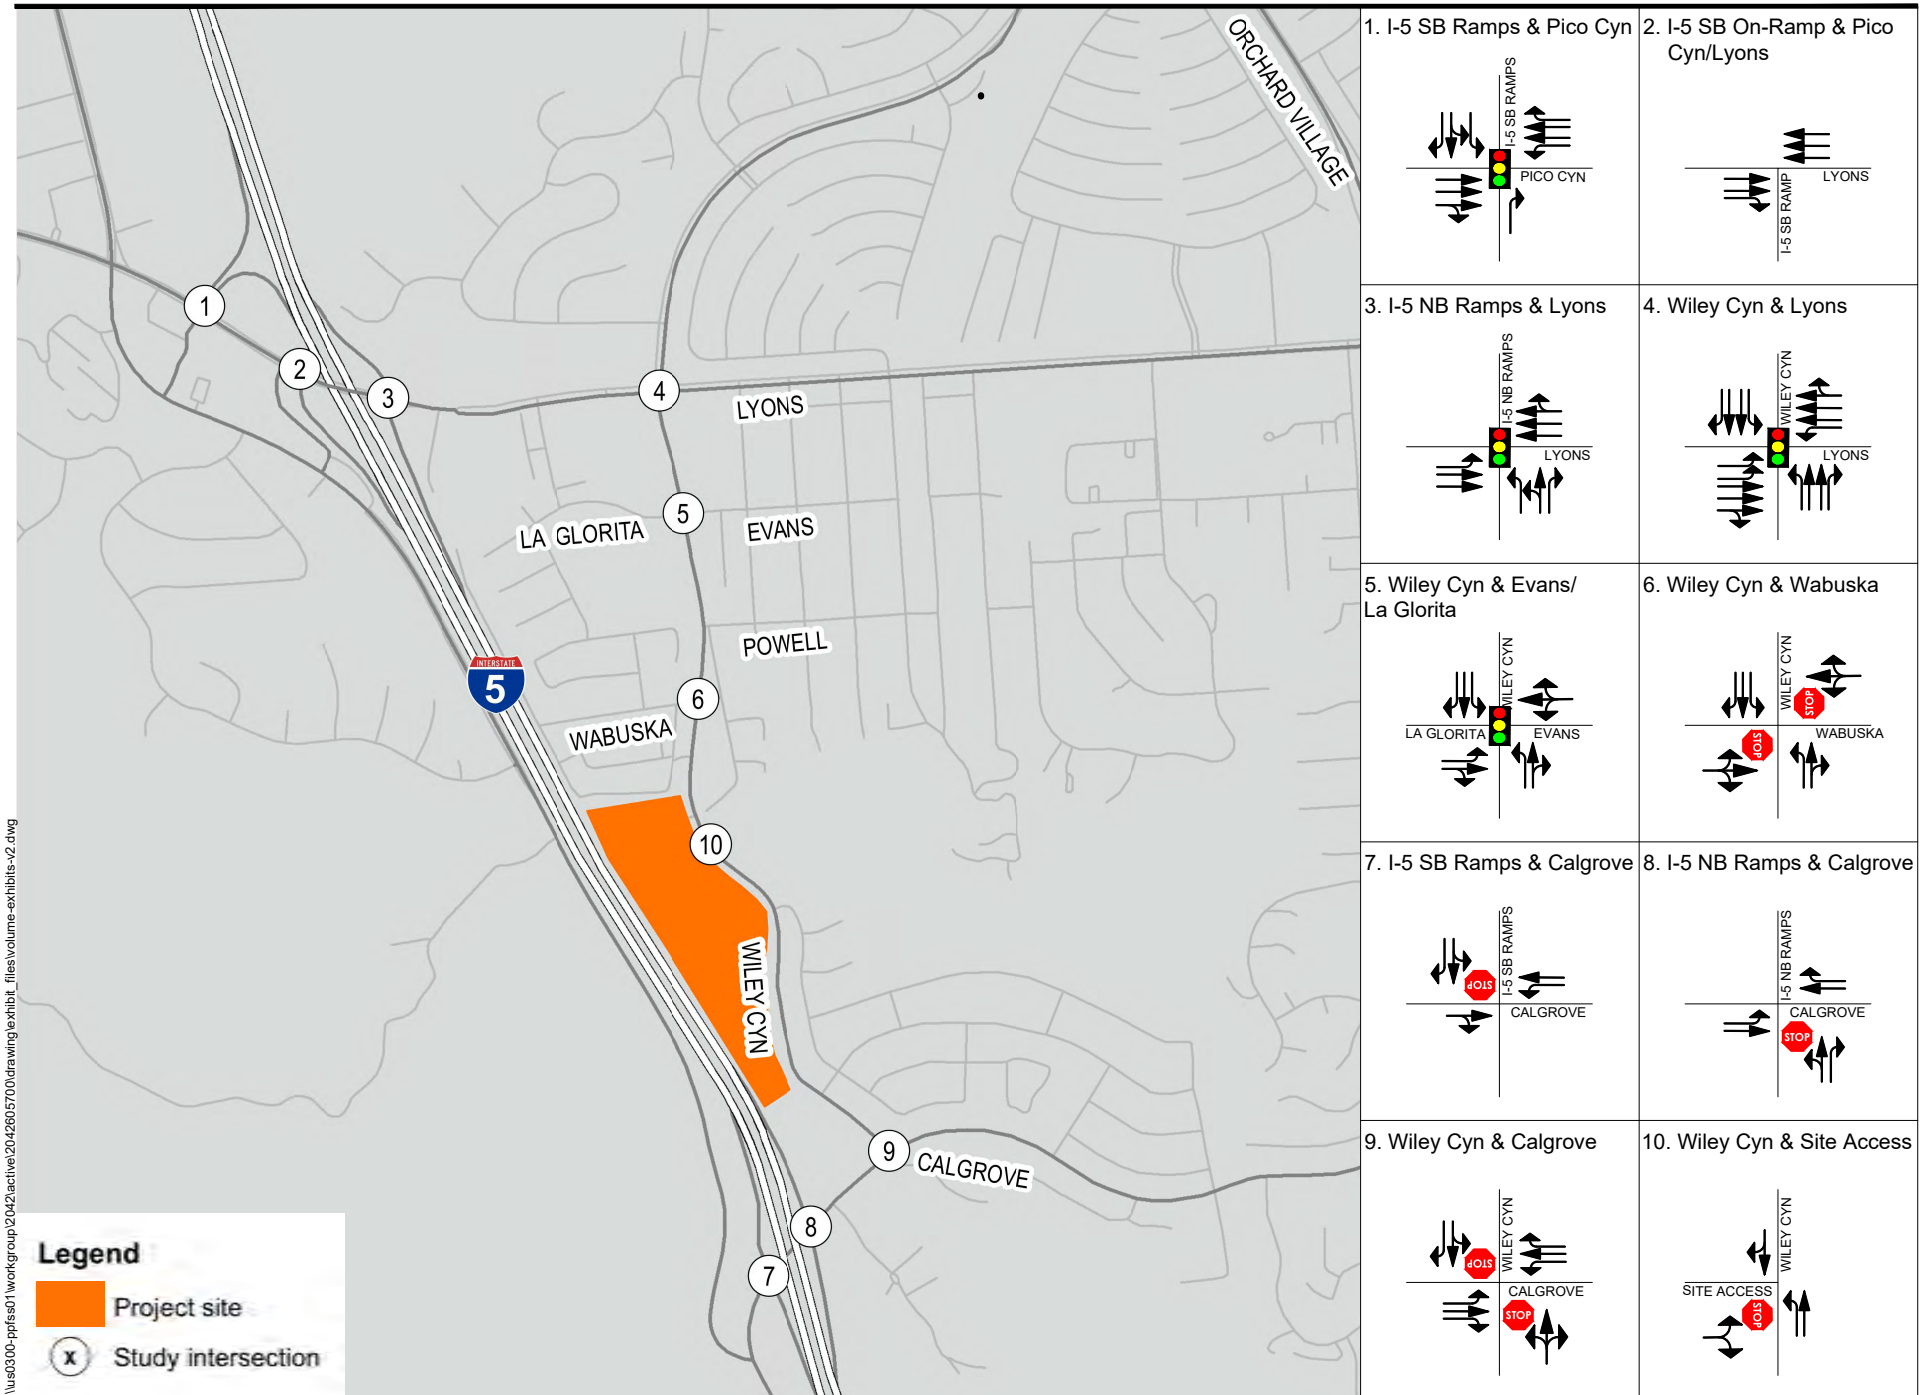 ORCHARD VILLAGE
1
2
3
4
LYONS
5
LA GLORITA
EVANS
POWELL
INTERSTATE
5
6
WABUSKA
10
WILEY CYN
9
CALGROVE
8
7
Legend
Project site
x
Study intersection
\\us0300-ppfss01\workgroup\2042\active\2042605700\drawing\exhibit_files\volume-exhibits-v2.dwg
1. I-5 SB Ramps & Pico Cyn
I-5 SB RAMPS
PICO CYN
2. I-5 SB On-Ramp & Pico
Cyn/Lyons
LYONS
I-5 SB RAMP
3. I-5 NB Ramps & Lyons
I-5 NB RAMPS
LYONS
4. Wiley Cyn & Lyons
WILEY CYN
LYONS
5. Wiley Cyn & Evans/
La Glorita
WILEY CYN
LA GLORITA
EVANS
6. Wiley Cyn & Wabuska
WILEY CYN
STOP
STOP
WABUSKA
7. I-5 SB Ramps & Calgrove
I-5 SB RAMPS
STOP
CALGROVE
8. I-5 NB Ramps & Calgrove
I-5 NB RAMPS
CALGROVE
STOP
9. Wiley Cyn & Calgrove
WILEY CYN
STOP
CALGROVE
STOP
10. Wiley Cyn & Site Access
WILEY CYN
SITE ACCESS
STOP